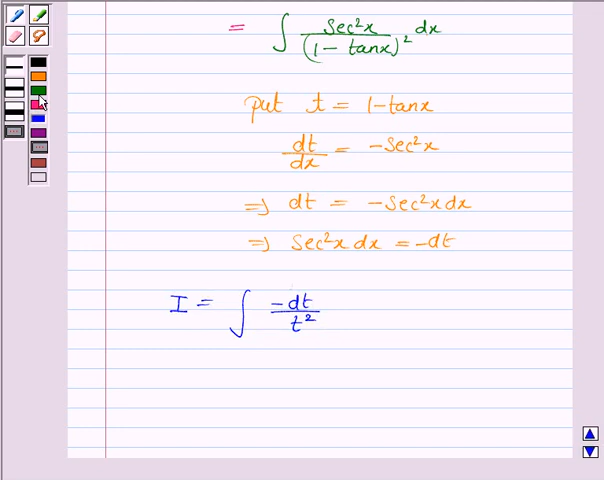 = ∫ sec²x / (1 - tanx)² dx
put t = 1 - tanx
dt/dx = -sec²x
⇒ dt = -sec²x dx
⇒ sec²x dx = -dt
I = ∫ -dt / t²